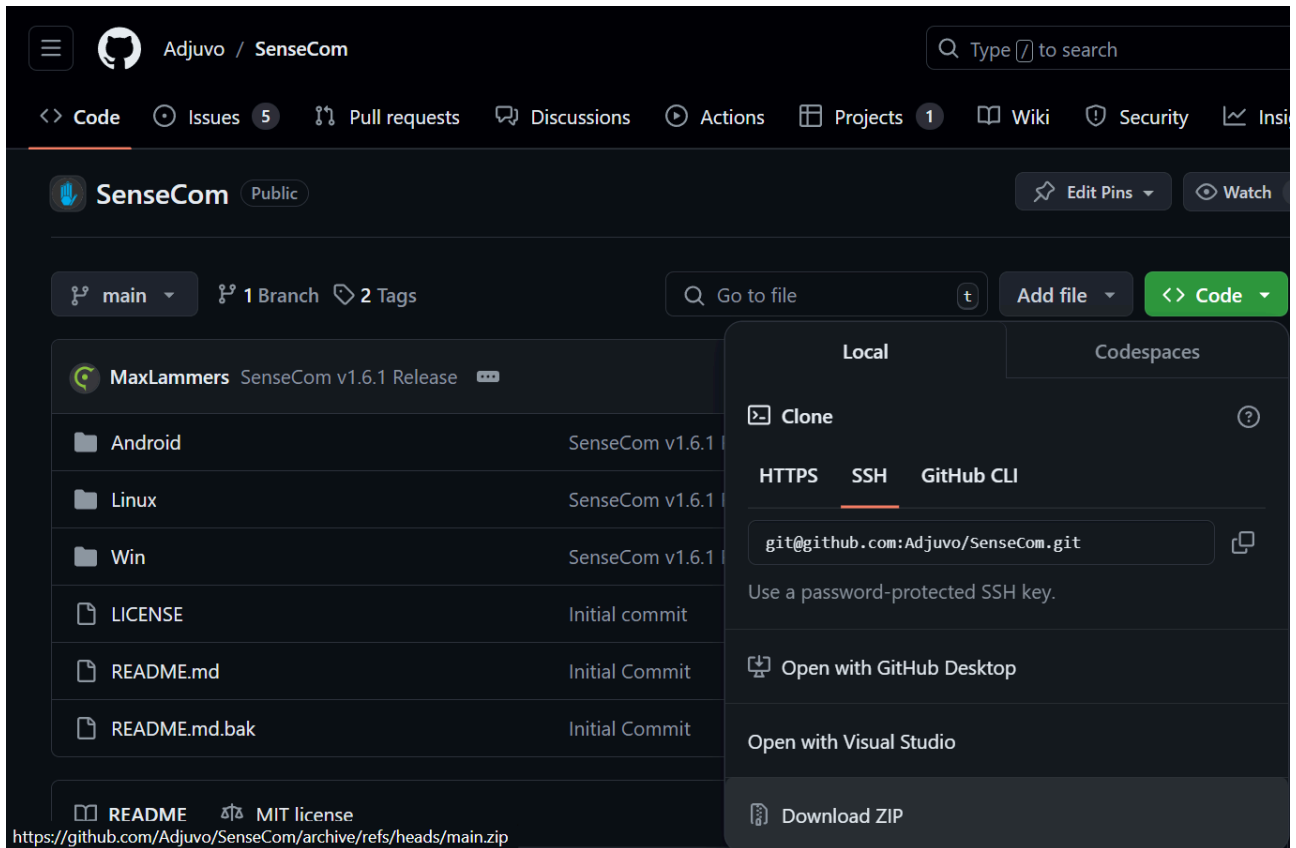 Adjuvo / SenseCom
Type / to search
Code
Issues 5
Pull requests
Discussions
Actions
Projects 1
Wiki
Security
Insi
SenseCom Public
Edit Pins
Watch
main
1 Branch
2 Tags
Go to file t
Add file
Code
Local
Codespaces
MaxLammers SenseCom v1.6.1 Release
Android SenseCom v1.6.1
Linux SenseCom v1.6.1
Win SenseCom v1.6.1
LICENSE Initial commit
README.md Initial Commit
README.md.bak Initial Commit
Clone
HTTPS SSH GitHub CLI
git@github.com:Adjuvo/SenseCom.git
Use a password-protected SSH key.
Open with GitHub Desktop
Open with Visual Studio
Download ZIP
README MIT license
https://github.com/Adjuvo/SenseCom/archive/refs/heads/main.zip